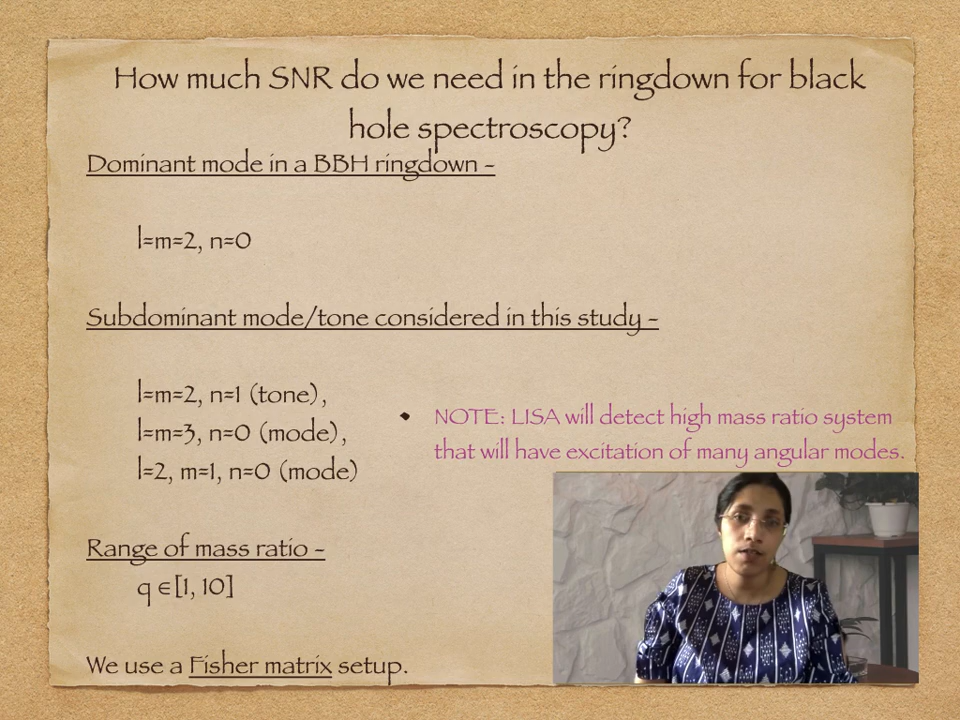 How much SNR do we need in the ringdown for black
hole spectroscopy?
Dominant mode in a BBH ringdown -
l=m=2, n=0
Subdominant mode/tone considered in this study -
l=m=2, n=1 (tone),
l=m=3, n=0 (mode),
l=2, m=1, n=0 (mode)
• NOTE: LISA will detect high mass ratio system
that will have excitation of many angular modes.
Range of mass ratio -
q ∈ [1, 10]
We use a Fisher matrix setup.